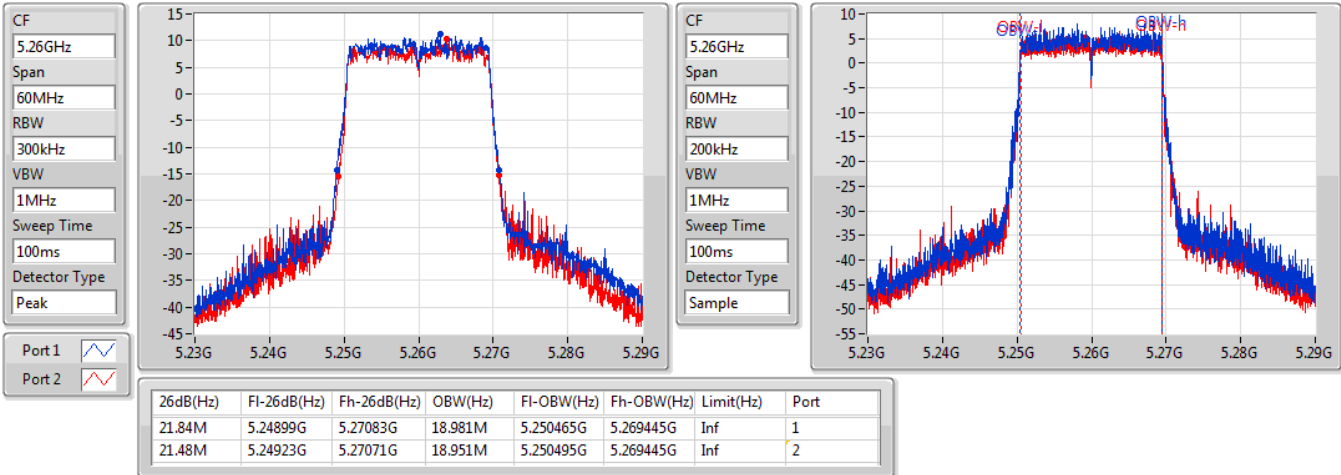 CF
5.26GHz
Span
60MHz
RBW
300kHz
VBW
1MHz
Sweep Time
100ms
Detector Type
Peak
Port 1
Port 2
15
10
5
0
-5
-10
-15
-20
-25
-30
-35
-40
-45
5.23G 5.24G 5.25G 5.26G 5.27G 5.28G 5.29G
CF
5.26GHz
Span
60MHz
RBW
200kHz
VBW
1MHz
Sweep Time
100ms
Detector Type
Sample
OBW-l OBW-h
OBW-l OBW-h
10
5
0
-5
-10
-15
-20
-25
-30
-35
-40
-45
-50
-55
5.23G 5.24G 5.25G 5.26G 5.27G 5.28G 5.29G
26dB(Hz) Fl-26dB(Hz) Fh-26dB(Hz) OBW(Hz) Fl-OBW(Hz) Fh-OBW(Hz) Limit(Hz) Port
21.84M 5.24899G 5.27083G 18.981M 5.250465G 5.269445G Inf 1
21.48M 5.24923G 5.27071G 18.951M 5.250495G 5.269445G Inf 2